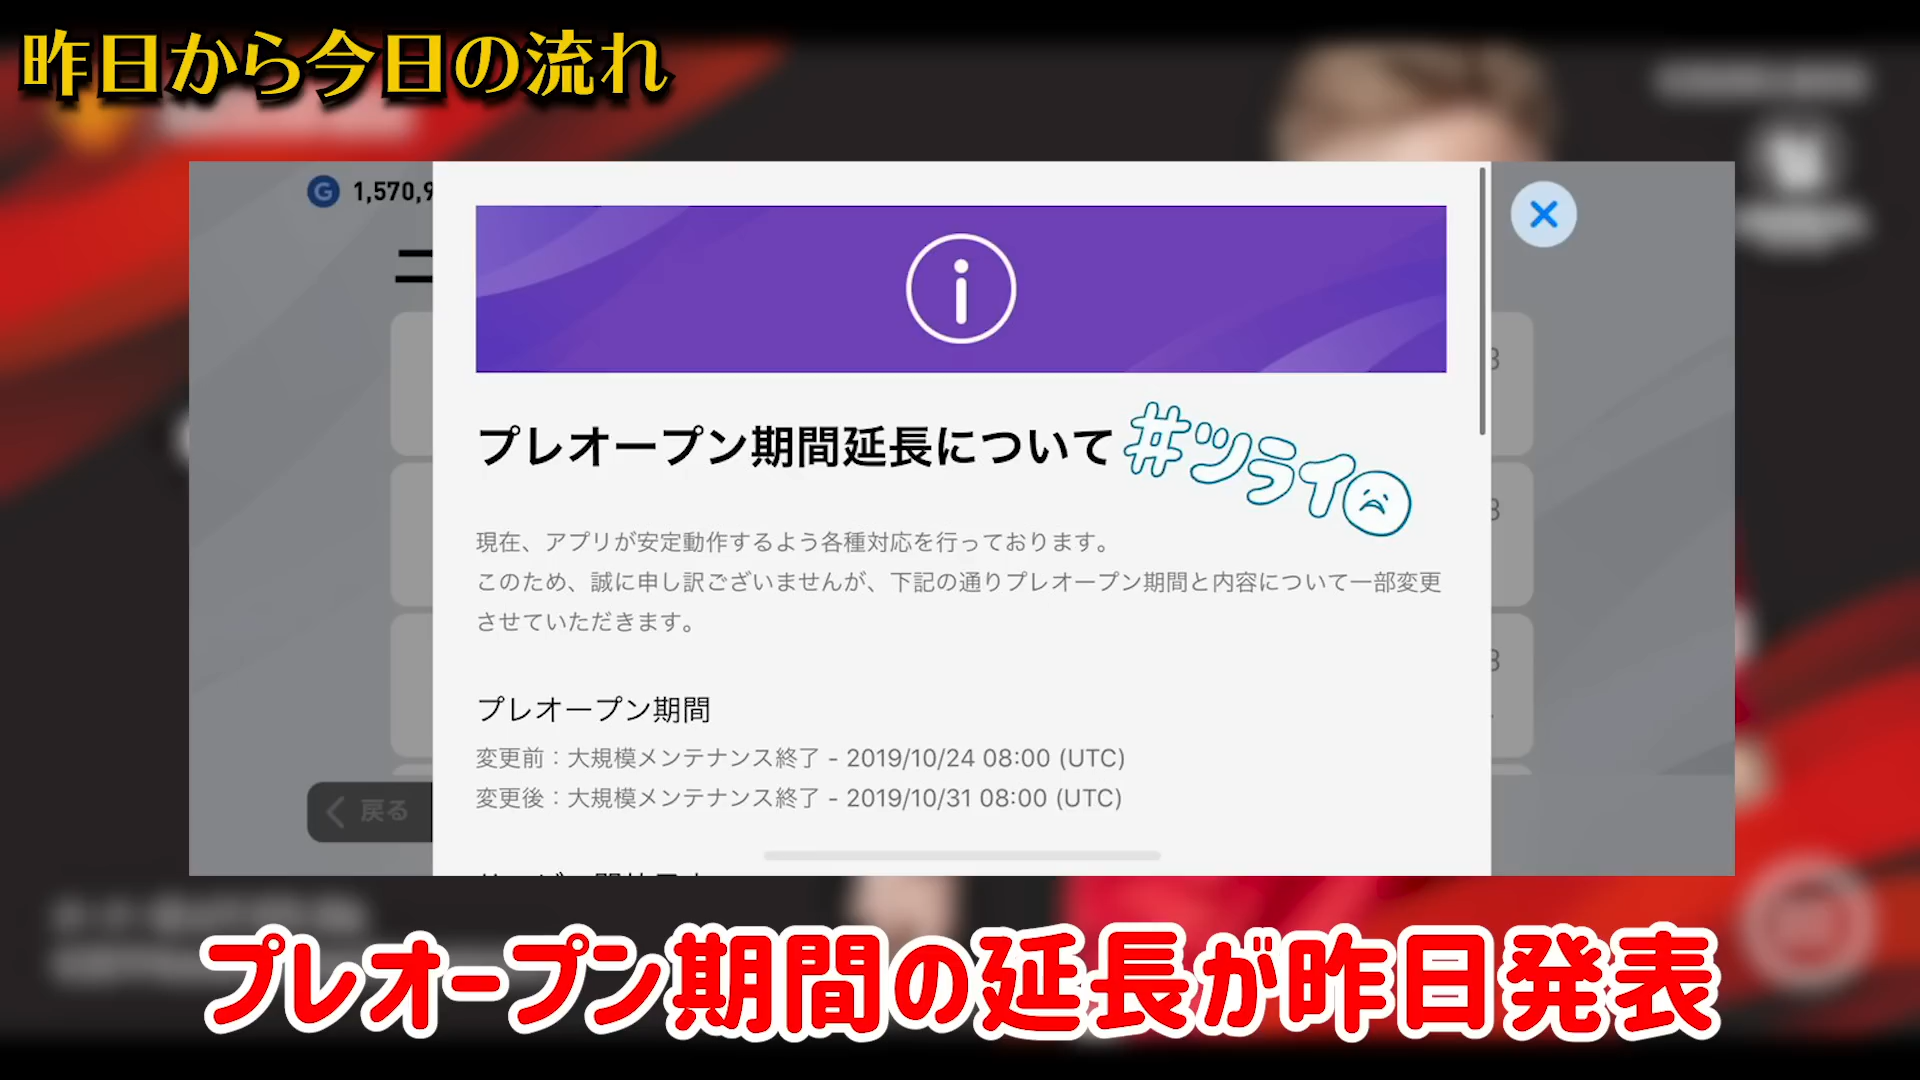 昨日から今日の流れ
G 1,570,9
ニ
プレオープン期間延長について
#ツライ
現在、アプリが安定動作するよう各種対応を行っております。
このため、誠に申し訳ございませんが、下記の通りプレオープン期間と内容について一部変更
させていただきます。
プレオープン期間
変更前：大規模メンテナンス終了 - 2019/10/24 08:00 (UTC)
変更後：大規模メンテナンス終了 - 2019/10/31 08:00 (UTC)
戻る
プレオープン期間の延長が昨日発表